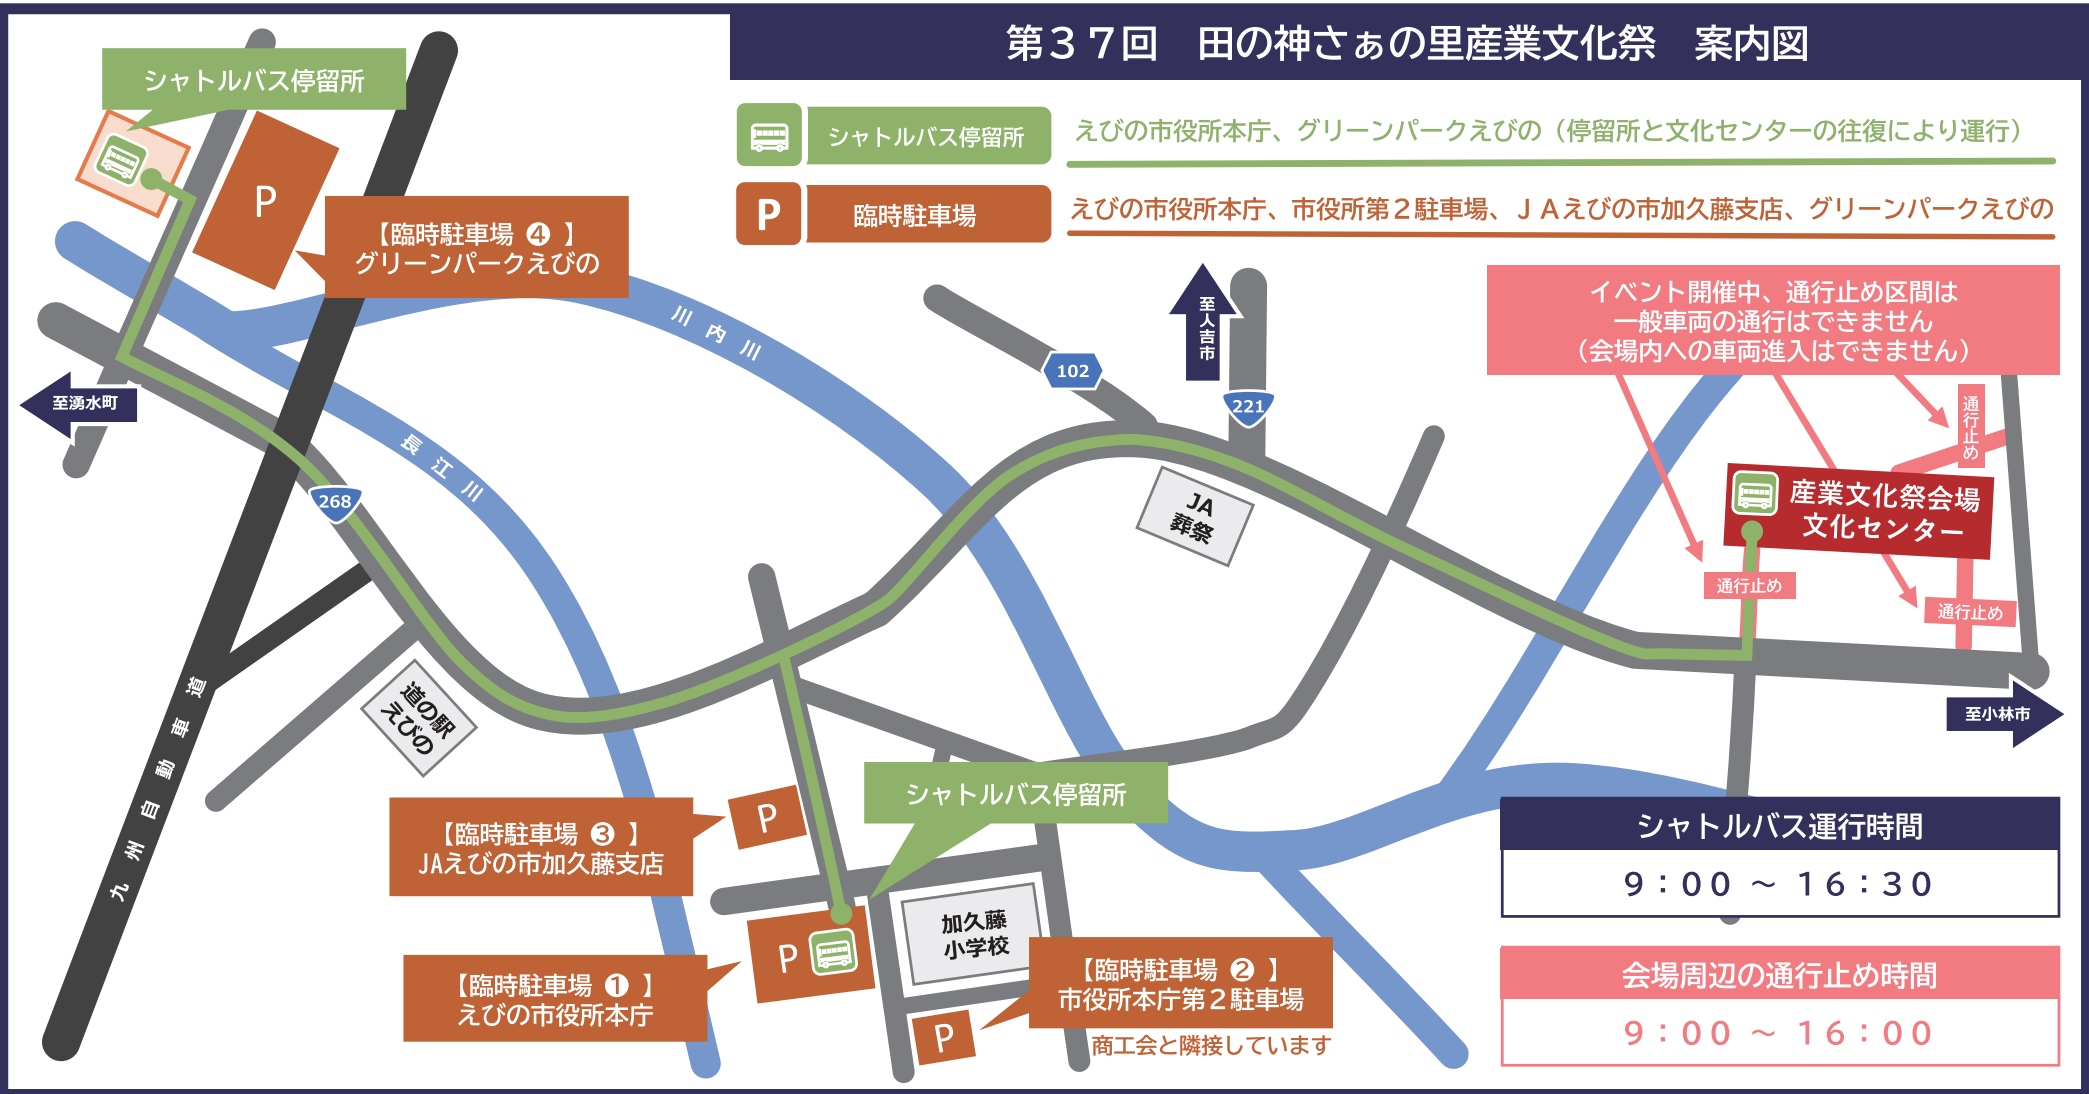 第３７回　田の神さぁの里産業文化祭　案内図
シャトルバス停留所
えびの市役所本庁、グリーンパークえびの（停留所と文化センターの往復により運行）
P
臨時駐車場
えびの市役所本庁、市役所第２駐車場、ＪＡえびの市加久藤支店、グリーンパークえびの
シャトルバス停留所
P
【臨時駐車場 ❹ 】
グリーンパークえびの
川内川
至人吉市
102
221
イベント開催中、通行止め区間は
一般車両の通行はできません
（会場内への車両進入はできません）
通行止め
至湧水町
長江川
268
JA
葬祭
産業文化祭会場
文化センター
通行止め
通行止め
道の駅
えびの
九州自動車道
至小林市
【臨時駐車場 ❸ 】
JAえびの市加久藤支店
P
シャトルバス停留所
シャトルバス運行時間
９：００ ～ １６：３０
加久藤
小学校
P
【臨時駐車場 ❶ 】
えびの市役所本庁
【臨時駐車場 ❷ 】
市役所本庁第２駐車場
P
商工会と隣接しています
会場周辺の通行止め時間
９：００ ～ １６：００